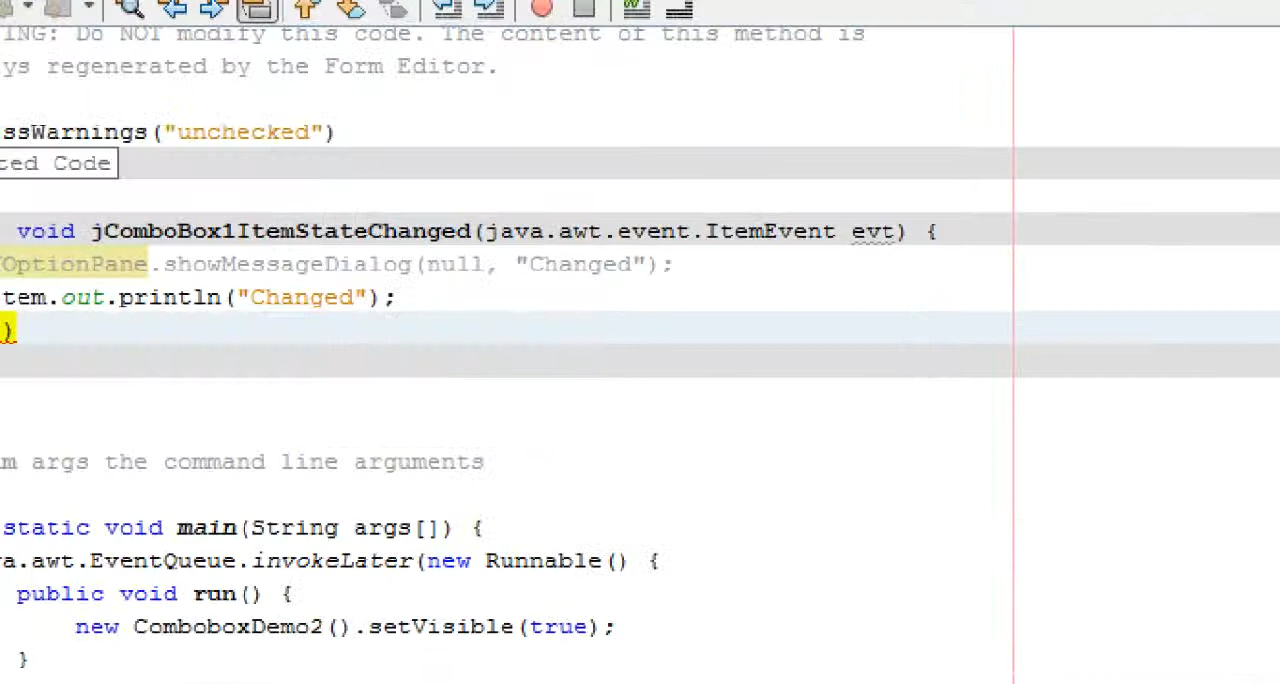 ING: Do NOT modify this code. The content of this method is
ys regenerated by the Form Editor.
ssWarnings("unchecked")
ted Code
void jComboBox1ItemStateChanged(java.awt.event.ItemEvent evt) {
OptionPane.showMessageDialog(null, "Changed");
tem.out.println("Changed");
)
m args the command line arguments
static void main(String args[]) {
va.awt.EventQueue.invokeLater(new Runnable() {
public void run() {
new ComboboxDemo2().setVisible(true);
}